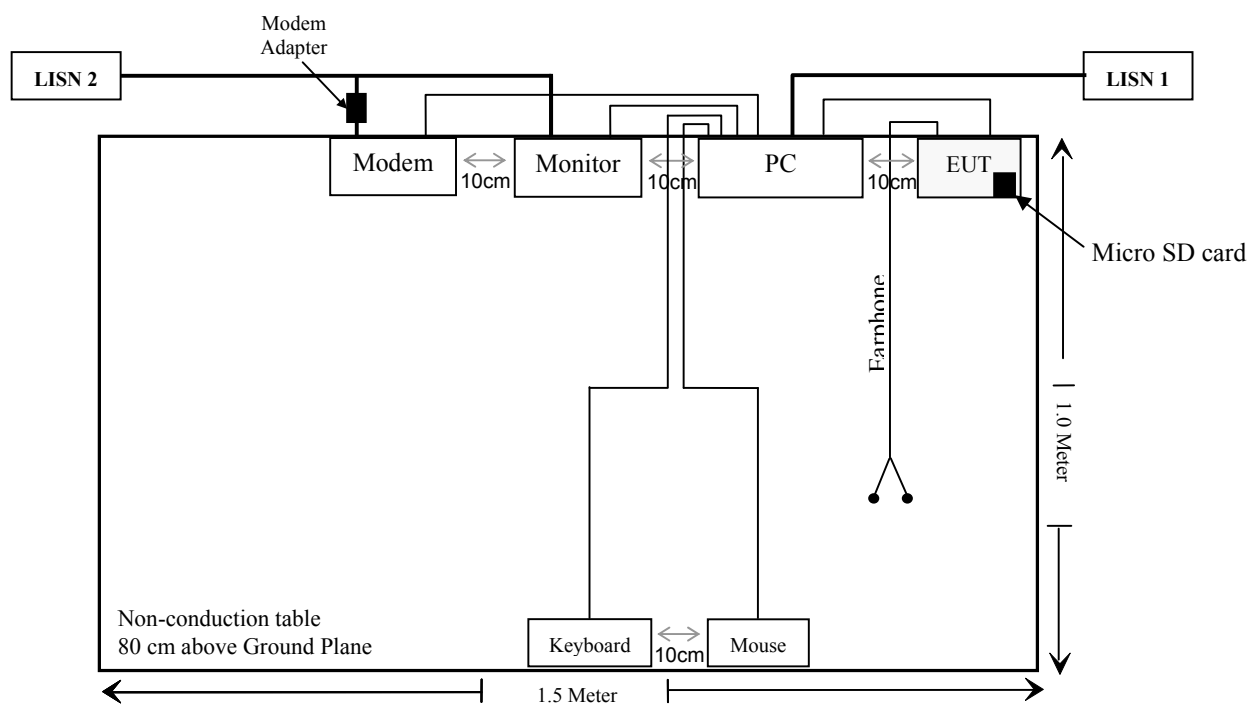 Modem
Adapter
LISN 2
LISN 1
Modem
10cm
Monitor
10cm
PC
10cm
EUT
Micro SD card
Earphone
1.0 Meter
Non-conduction table
80 cm above Ground Plane
Keyboard
10cm
Mouse
1.5 Meter